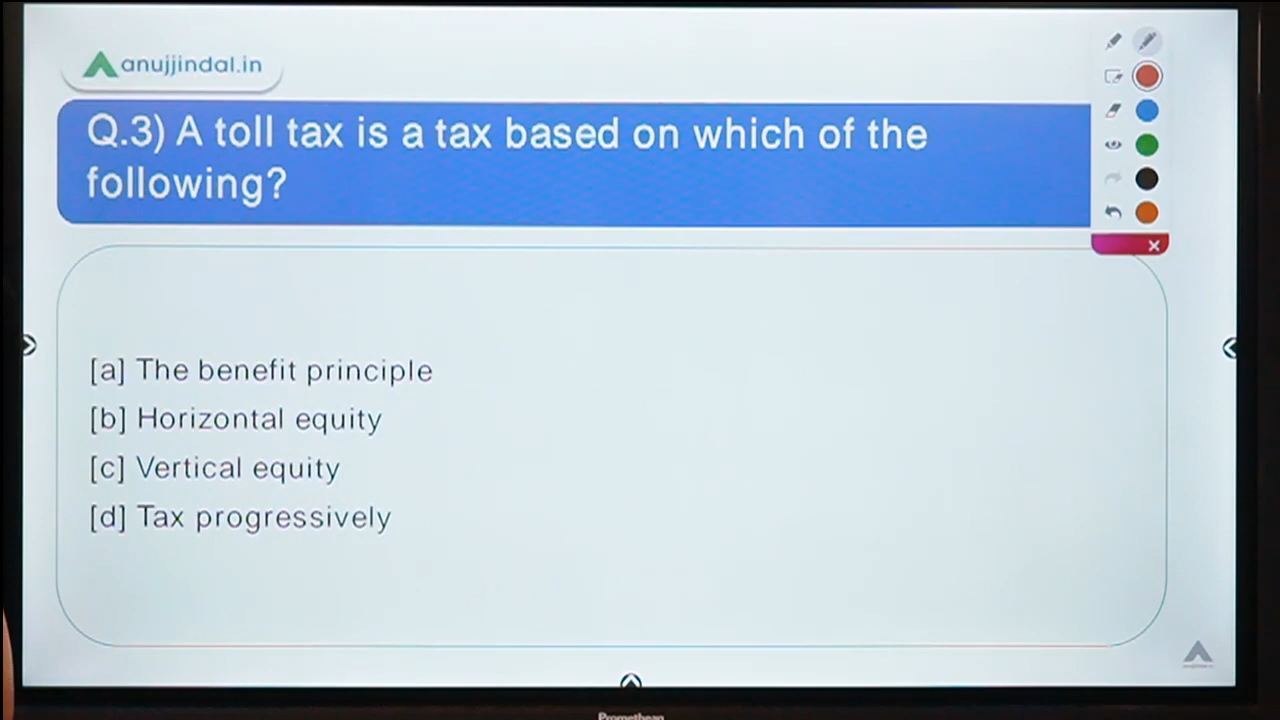 anujjindal.in
Q.3) A toll tax is a tax based on which of the
following?
[a] The benefit principle
[b] Horizontal equity
[c] Vertical equity
[d] Tax progressively
Promethean